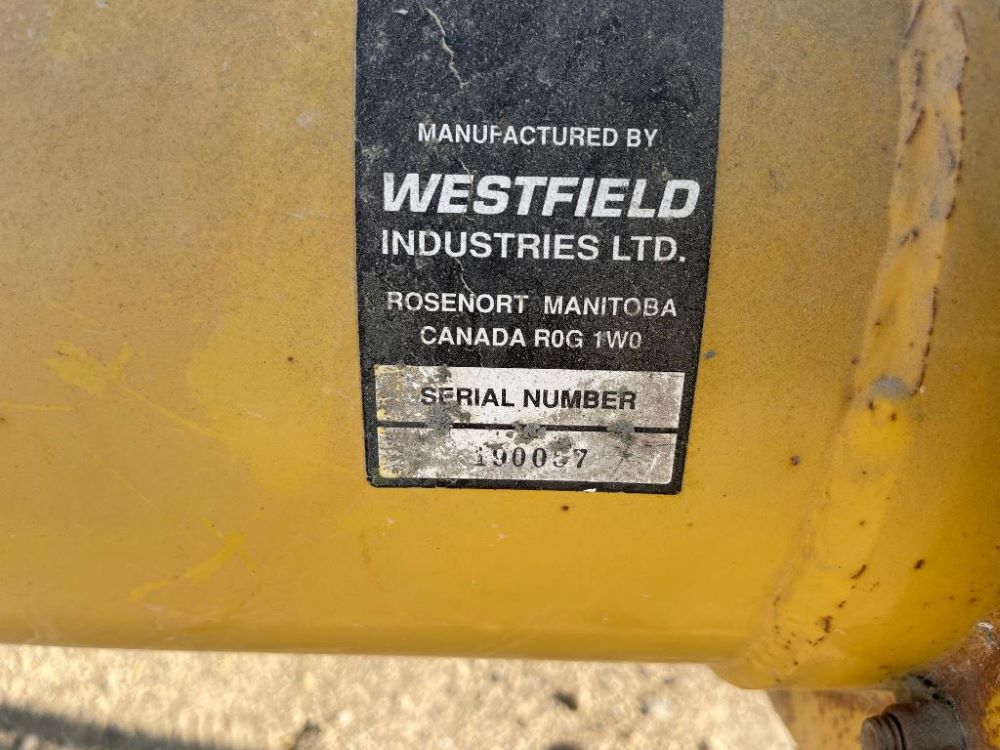 MANUFACTURED BY
WESTFIELD
INDUSTRIES LTD.
ROSENORT MANITOBA
CANADA R0G 1W0
SERIAL NUMBER